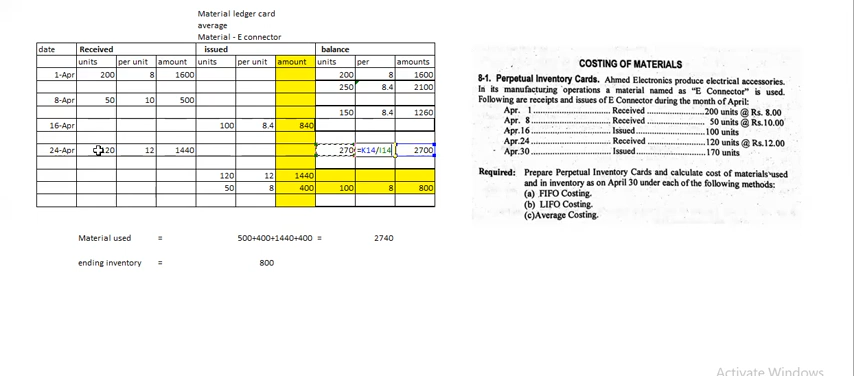 Material ledger card
average
Material - E connector
date Received issued balance
units per unit amount units per unit amount units per amounts
1-Apr 200 8 1600 200 8 1600
250 8.4 2100
8-Apr 50 10 500
150 8.4 1260
16-Apr 100 8.4 840
24-Apr 120 12 1440 270 =K14/I14 2700
120 12 1440
50 8 400 100 8 800
Material used = 500+400+1440+400 = 2740
ending inventory = 800
COSTING OF MATERIALS
8-1. Perpetual Inventory Cards. Ahmed Electronics produce electrical accessories.
In its manufacturing operations a material named as "E Connector" is used.
Following are receipts and issues of E Connector during the month of April:
Apr. 1 Received 200 units @ Rs. 8.00
Apr. 8 Received 50 units @ Rs.10.00
Apr.16 Issued 100 units
Apr.24 Received 120 units @ Rs.12.00
Apr.30 Issued 170 units
Required: Prepare Perpetual Inventory Cards and calculate cost of materials used
and in inventory as on April 30 under each of the following methods:
(a) FIFO Costing.
(b) LIFO Costing.
(c)Average Costing.
Activate Windows